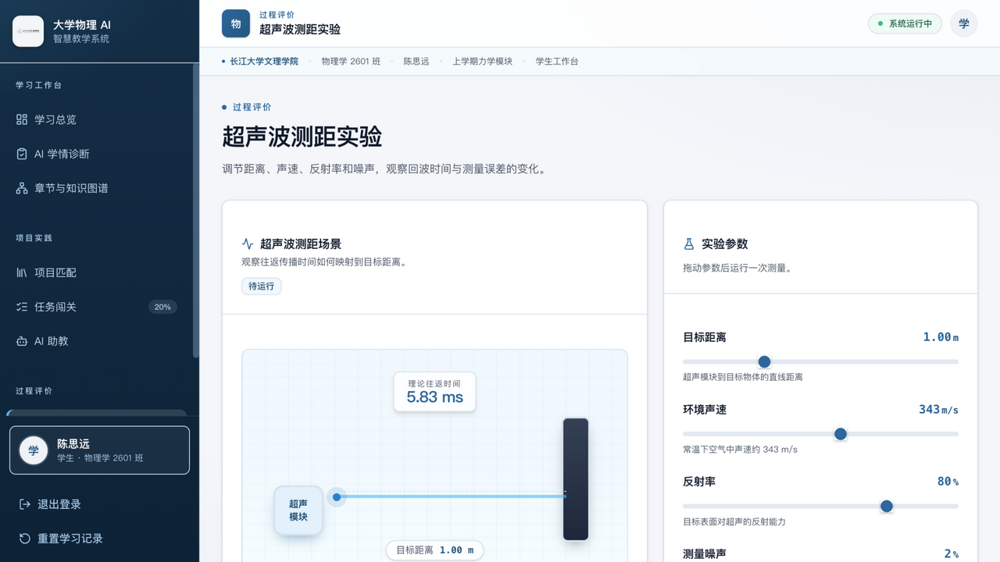 大学物理 AI
智慧教学系统
学习工作台
学习总览
AI 学情诊断
章节与知识图谱
项目实践
项目匹配
任务闯关
20%
AI 助教
过程评价
学
陈思远
学生 · 物理学 2601 班
退出登录
重置学习记录
物
过程评价
超声波测距实验
系统运行中
学
长江大学文理学院 · 物理学 2601 班 · 陈思远 · 上学期力学模块 · 学生工作台
过程评价
超声波测距实验
调节距离、声速、反射率和噪声，观察回波时间与测量误差的变化。
超声波测距场景
观察往返传播时间如何映射到目标距离。
待运行
理论往返时间
5.83 ms
超声
模块
目标距离 1.00 m
实验参数
拖动参数后运行一次测量。
目标距离 1.00 m
超声模块到目标物体的直线距离
环境声速 343 m/s
常温下空气中声速约 343 m/s
反射率 80 %
目标表面对超声的反射能力
测量噪声 2 %